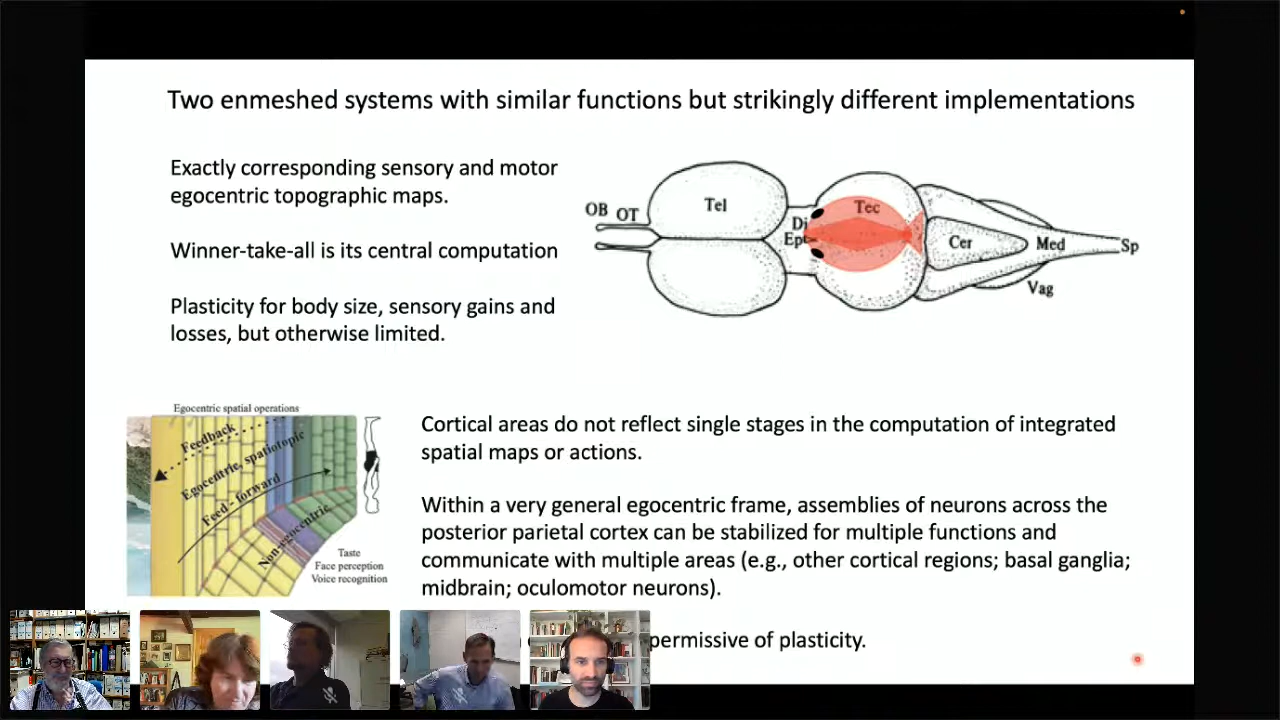 Two enmeshed systems with similar functions but strikingly different implementations
Exactly corresponding sensory and motor
egocentric topographic maps.
Winner-take-all is its central computation
Plasticity for body size, sensory gains and
losses, but otherwise limited.
OB OT
Tel
Di
Ept
Tec
Cer
Med
Sp
Vag
Egocentric spatial operations
Feedback
Egocentric, spatiotopic
Feed - forward
Non-egocentric
Taste
Face perception
Voice recognition
Cortical areas do not reflect single stages in the computation of integrated
spatial maps or actions.
Within a very general egocentric frame, assemblies of neurons across the
posterior parietal cortex can be stabilized for multiple functions and
communicate with multiple areas (e.g., other cortical regions; basal ganglia;
midbrain; oculomotor neurons).
permissive of plasticity.